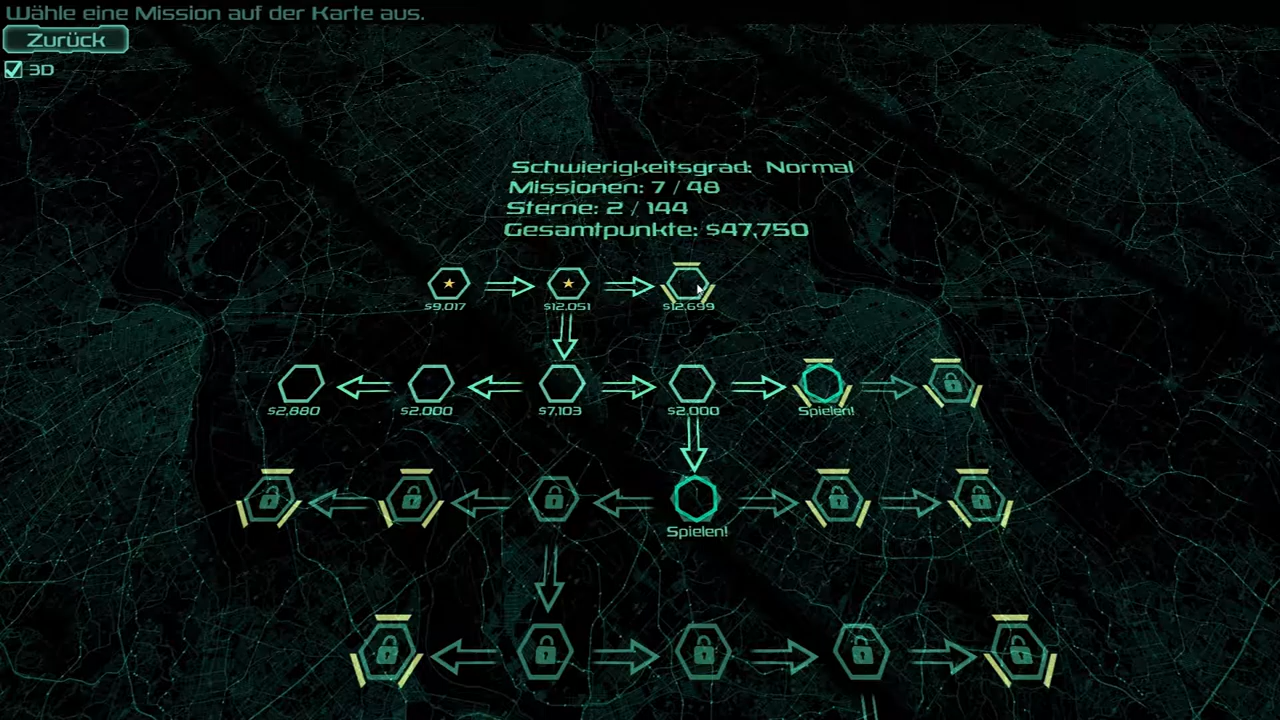 Wähle eine Mission auf der Karte aus.
Zurück
3D
Schwierigkeitsgrad: Normal
Missionen: 7 / 48
Sterne: 2 / 144
Gesamtpunkte: $47,750
$9,017 $12,051 $12,699
$2,880 $2,000 $7,103 $2,000 Spielen!
Spielen!